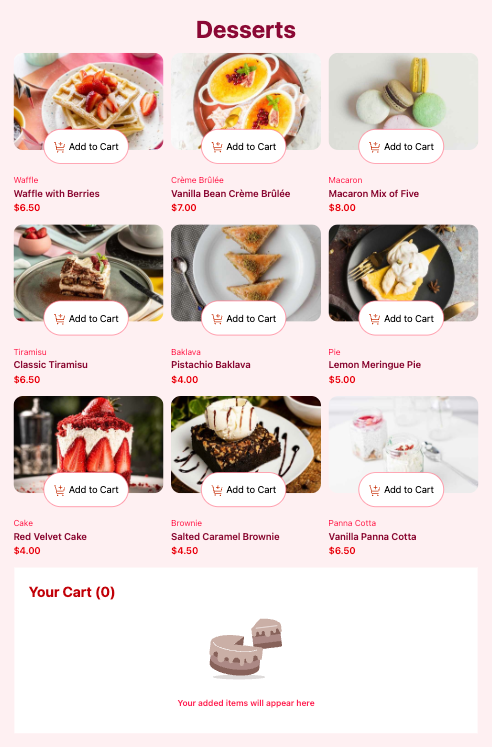 Desserts
Add to Cart
Add to Cart
Add to Cart
Waffle
Waffle with Berries
$6.50
Crème Brûlée
Vanilla Bean Crème Brûlée
$7.00
Macaron
Macaron Mix of Five
$8.00
Add to Cart
Add to Cart
Add to Cart
Tiramisu
Classic Tiramisu
$6.50
Baklava
Pistachio Baklava
$4.00
Pie
Lemon Meringue Pie
$5.00
Add to Cart
Add to Cart
Add to Cart
Cake
Red Velvet Cake
$4.00
Brownie
Salted Caramel Brownie
$4.50
Panna Cotta
Vanilla Panna Cotta
$6.50
Your Cart (0)
Your added items will appear here